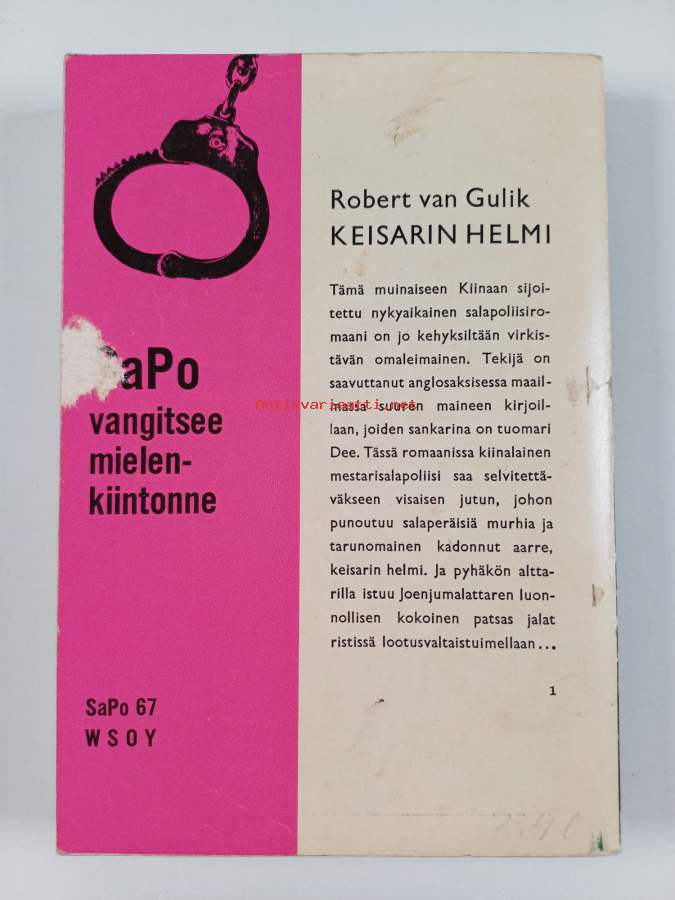 aPo
vangitsee
mielen-
kiintonne
SaPo 67
WSOY
Robert van Gulik
KEISARIN HELMI
Tämä muinaiseen Kiinaan sijoi-
tettu nykyaikainen salapoliisiro-
maani on jo kehyksiltään virkis-
tävän omaleimainen. Tekijä on
saavuttanut anglosaksisessa maail-
massa suuren maineen kirjoil-
laan, joiden sankarina on tuomari
Dee. Tässä romaanissa kiinalainen
mestarisalapoliisi saa selvitettä-
väkseen visaisen jutun, johon
punoutuu salaperäisiä murhia ja
tarunomainen kadonnut aarre,
keisarin helmi. Ja pyhäkön altta-
rilla istuu Joenjumalattaren luon-
nollisen kokoinen patsas jalat
ristissä lootusvaltaistuimellaan...
1
Antikvariaatti.net